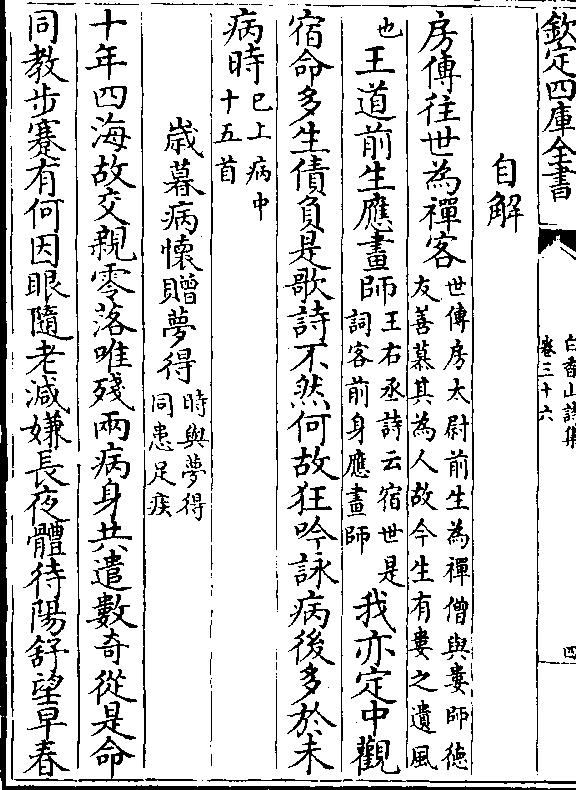 欽定四庫全書
白香山詩集
卷三十六
四
自解
房傳往世為禪客世傳房太尉前生為禪僧與婁師德友善慕其為人故今生有婁之遺風
也王道前生應畫師王右丞詩云宿世是詞客前身應畫師我亦定中觀
宿命多生債負是歌詩不然何故狂吟詠病後多於未
病時已上病中十五首
歲暮病懷贈夢得時與夢得同患足疾
十年四海故交親零落唯殘兩病身共遣數奇從是命
同教步蹇有何因眼隨老減嫌長夜體待陽舒望早春